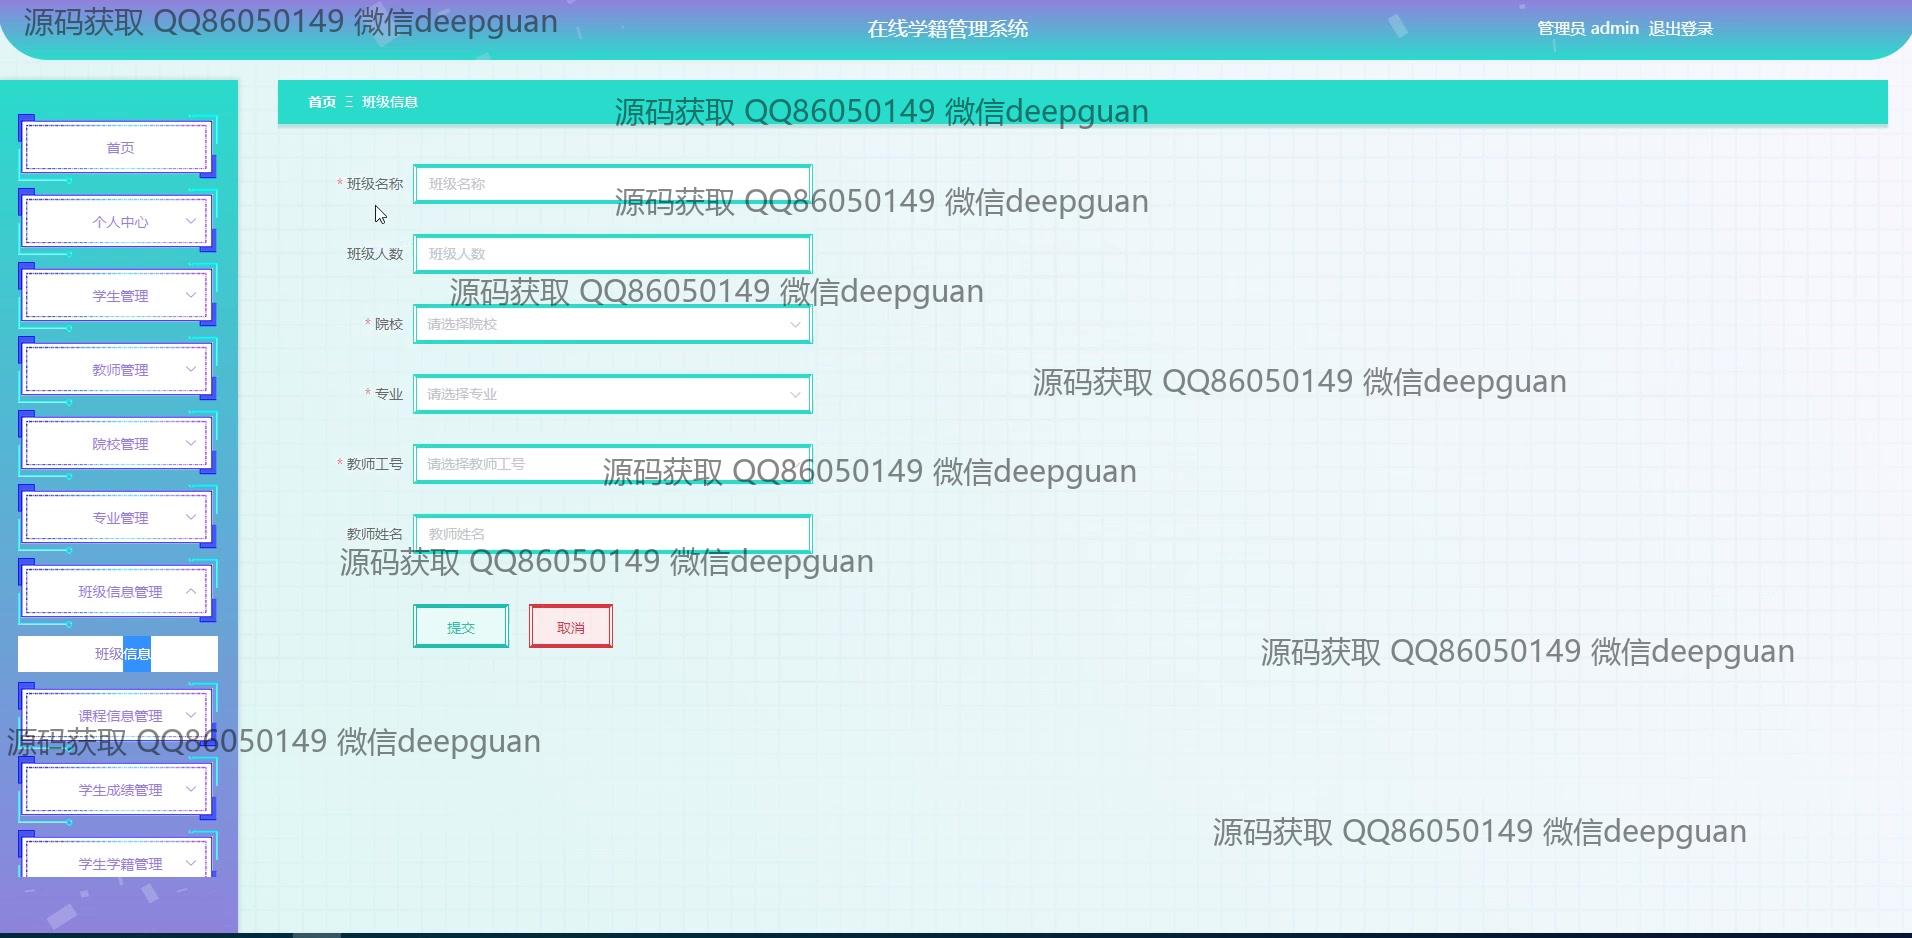 源码获取 QQ86050149 微信deepguan
在线学籍管理系统
管理员 admin 退出登录
首页 Ξ 班级信息
源码获取 QQ86050149 微信deepguan
首页
* 班级名称 班级名称
源码获取 QQ86050149 微信deepguan
个人中心
班级人数 班级人数
源码获取 QQ86050149 微信deepguan
学生管理
* 院校 请选择院校
教师管理
源码获取 QQ86050149 微信deepguan
* 专业 请选择专业
院校管理
* 教师工号 请选择教师工号
源码获取 QQ86050149 微信deepguan
专业管理
教师姓名 教师姓名
源码获取 QQ86050149 微信deepguan
班级信息管理
提交 取消
班级信息
源码获取 QQ86050149 微信deepguan
课程信息管理
源码获取 QQ86050149 微信deepguan
学生成绩管理
源码获取 QQ86050149 微信deepguan
学生学籍管理